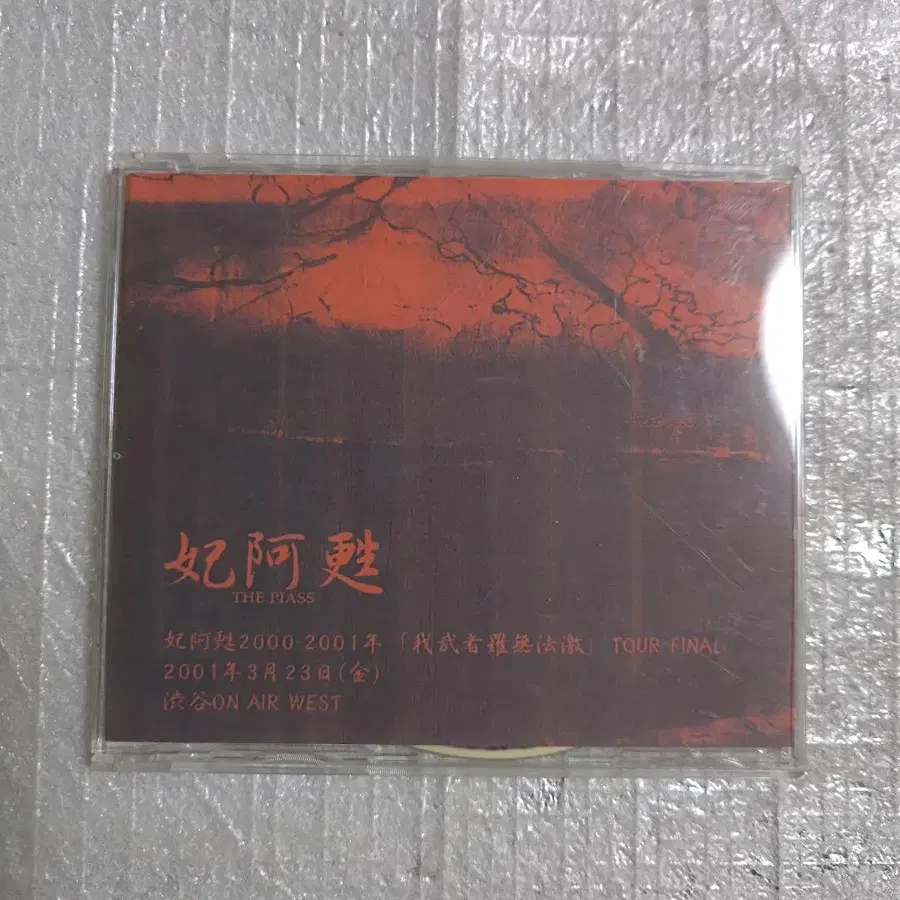 妃阿甦
THE PIASS
妃阿甦2000-2001年「我武者羅無法激」TOUR FINAL
2001年3月23日(金)
渋谷ON AIR WEST